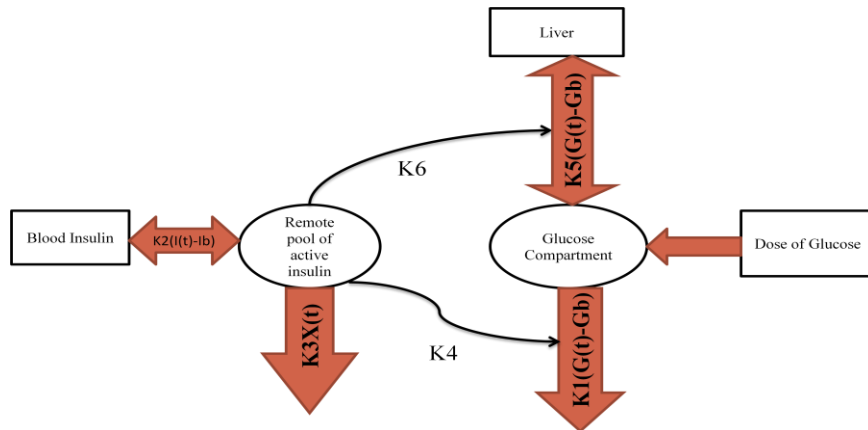 Liver
K5(G(t)-Gb)
K6
Blood Insulin
K2(I(t)-Ib)
Remote
pool of
active
insulin
Glucose
Compartment
Dose of Glucose
K3X(t)
K4
K1(G(t)-Gb)